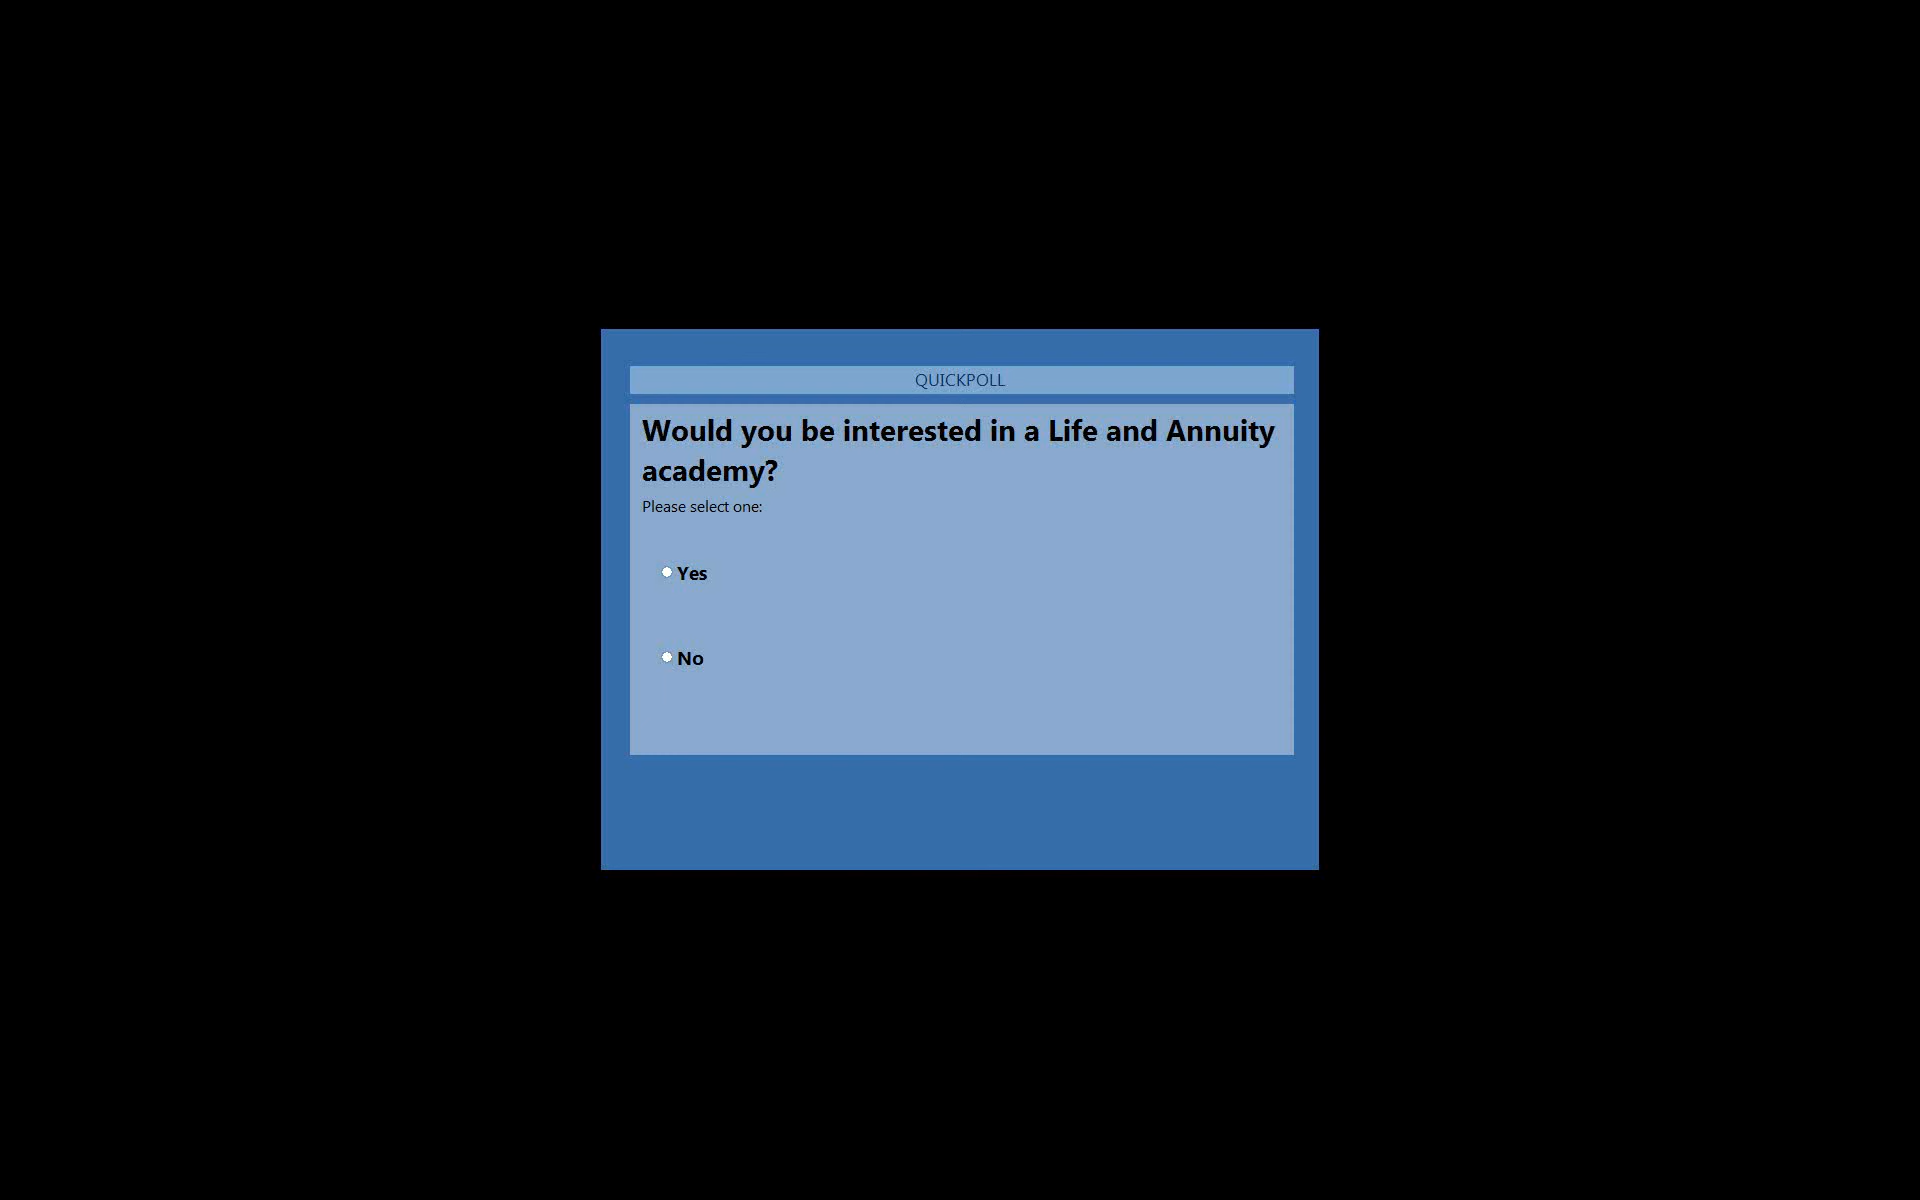 QUICKPOLL
Would you be interested in a Life and Annuity
academy?
Please select one:
Yes
No